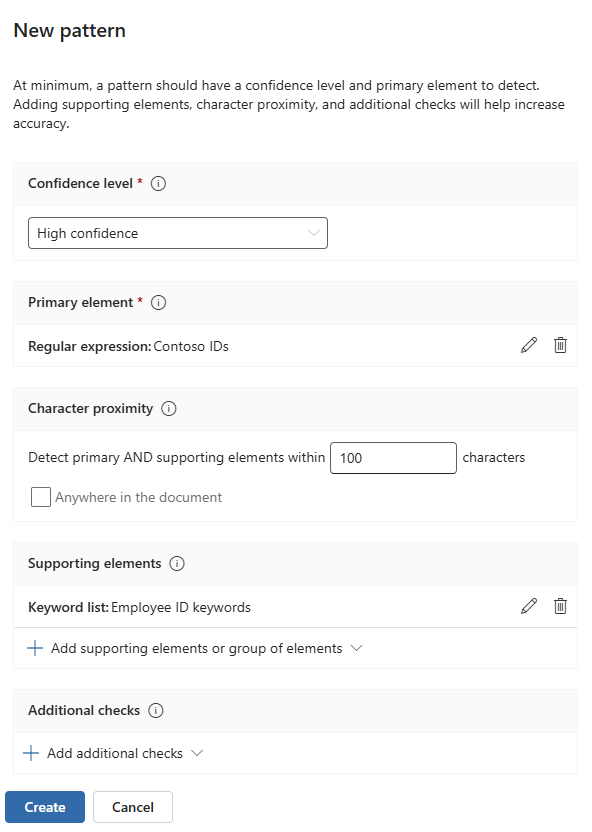 New pattern
At minimum, a pattern should have a confidence level and primary element to detect.
Adding supporting elements, character proximity, and additional checks will help increase
accuracy.
Confidence level *
High confidence
Primary element *
Regular expression: Contoso IDs
Character proximity
Detect primary AND supporting elements within 100 characters
Anywhere in the document
Supporting elements
Keyword list: Employee ID keywords
Add supporting elements or group of elements
Additional checks
Add additional checks
Create Cancel